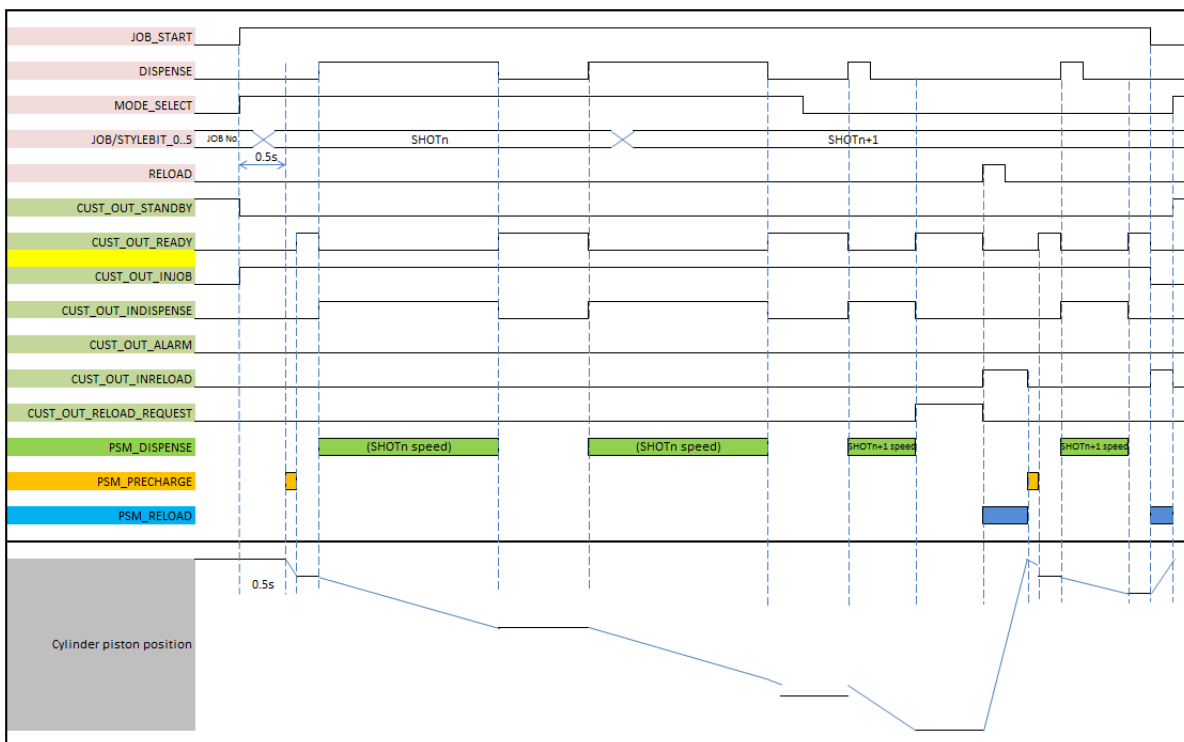 JOB_START
DISPENSE
MODE_SELECT
JOB/STYLEBIT_0..5 JOB No SHOTn SHOTn+1
0.5s
RELOAD
CUST_OUT_STANDBY
CUST_OUT_READY
CUST_OUT_INJOB
CUST_OUT_INDISPENSE
CUST_OUT_ALARM
CUST_OUT_INRELOAD
CUST_OUT_RELOAD_REQUEST
PSM_DISPENSE (SHOTn speed) (SHOTn speed) SHOTn+1 speed SHOTn+1 speed
PSM_PRECHARGE
PSM_RELOAD
0.5s
Cylinder piston position